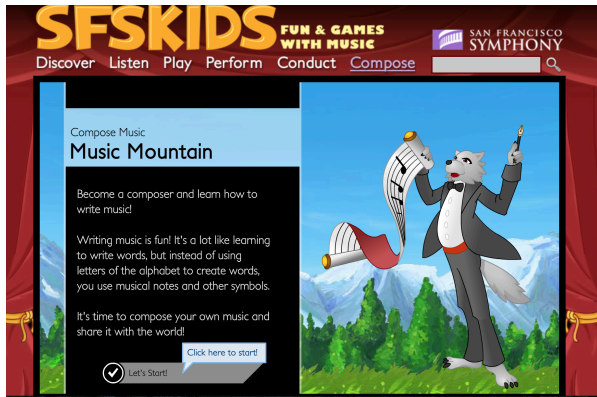 SFSKIDS FUN & GAMES
WITH MUSIC
SAN FRANCISCO
SYMPHONY
Discover Listen Play Perform Conduct Compose
Compose Music
Music Mountain
Become a composer and learn how to
write music!
Writing music is fun! It's a lot like learning
to write words, but instead of using
letters of the alphabet to create words,
you use musical notes and other symbols.
It's time to compose your own music and
share it with the world!
Click here to start!
Let's Start!